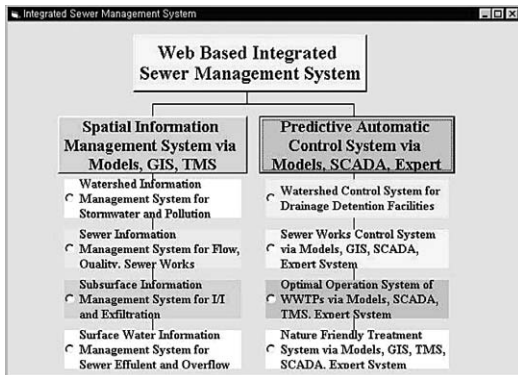 Integrated Sewer Management System
Web Based Integrated
Sewer Management System
Spatial Information
Management System via
Models, GIS, TMS
Predictive Automatic
Control System via
Models, SCADA, Expert
Watershed Information
Management System for
Stormwater and Pollution
Sewer Information
Management System for Flow,
Quality, Sewer Works
Subsurface Information
Management System for I/I
and Exfiltration
Surface Water Information
Management System for
Sewer Effulent and Overflow
Watershed Control System for
Drainage Detention Facilities
Sewer Works Control System
via Models, GIS, SCADA,
Expert System
Optimal Operation System of
WWTPs via Models, SCADA,
TMS, Expert System
Nature Friendly Treatment
System via Models, GIS, TMS,
SCADA, Expert System